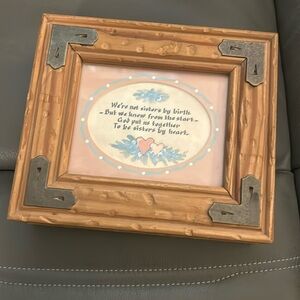 We're not sisters by birth
- But we knew from the start -
God put us together
To be sisters by heart.